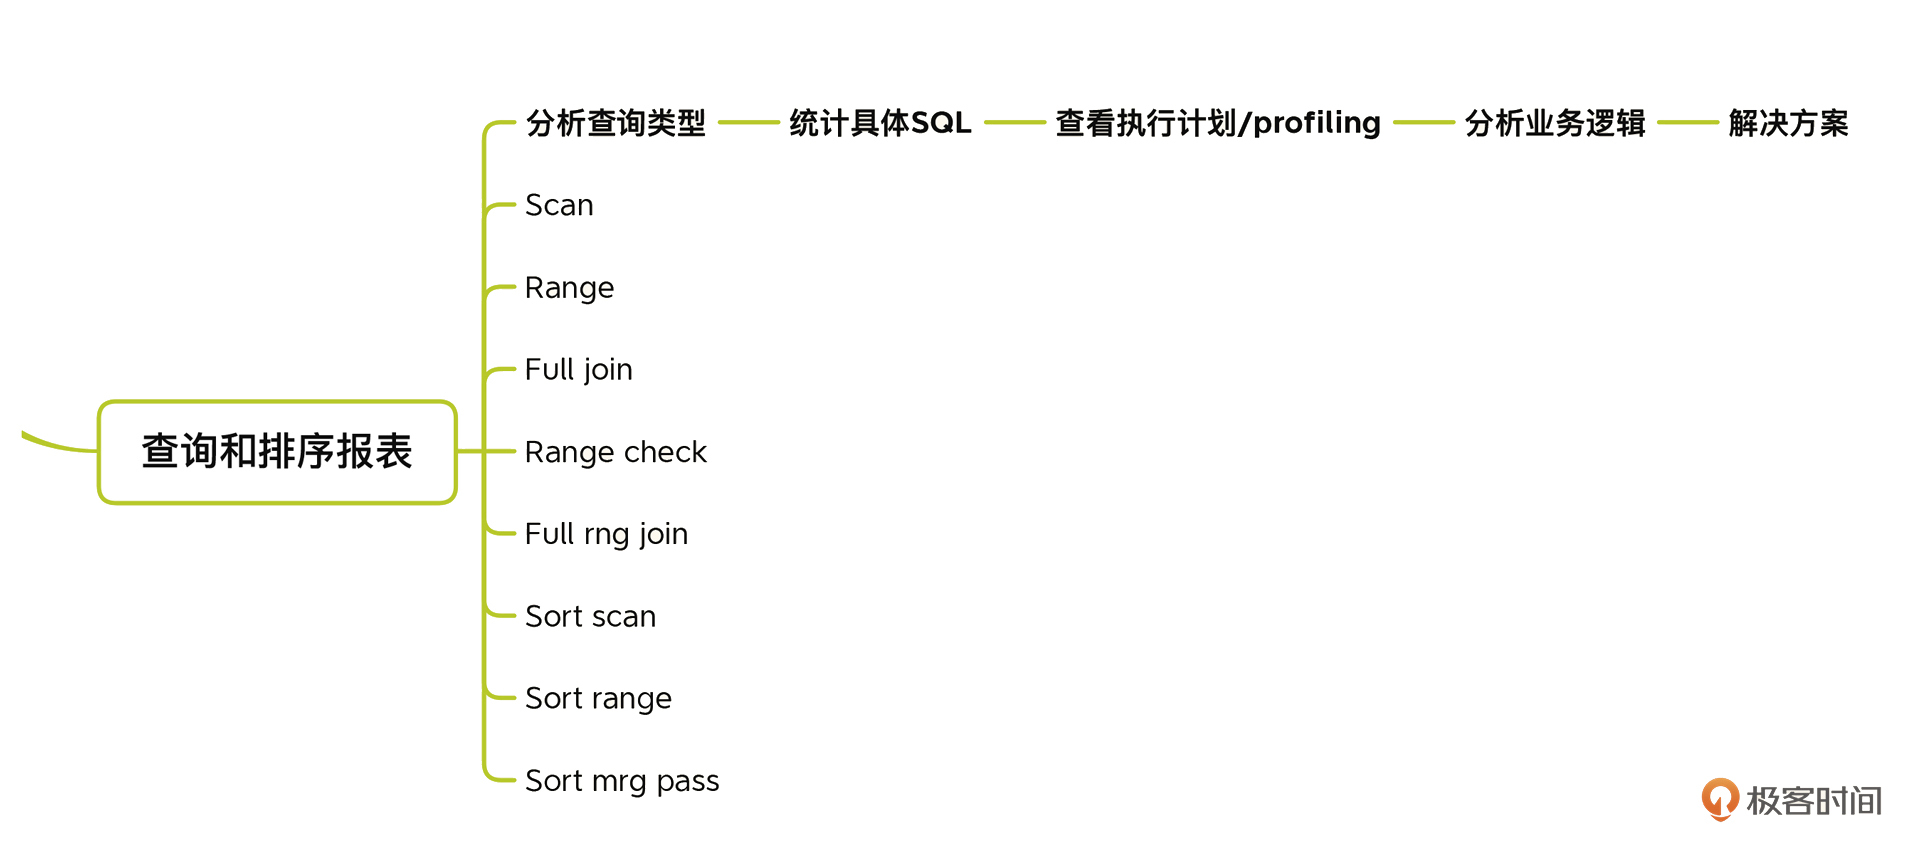 分析查询类型 统计具体SQL 查看执行计划/profiling 分析业务逻辑 解决方案
Scan
Range
Full join
查询和排序报表
Range check
Full rng join
Sort scan
Sort range
Sort mrg pass
极客时间